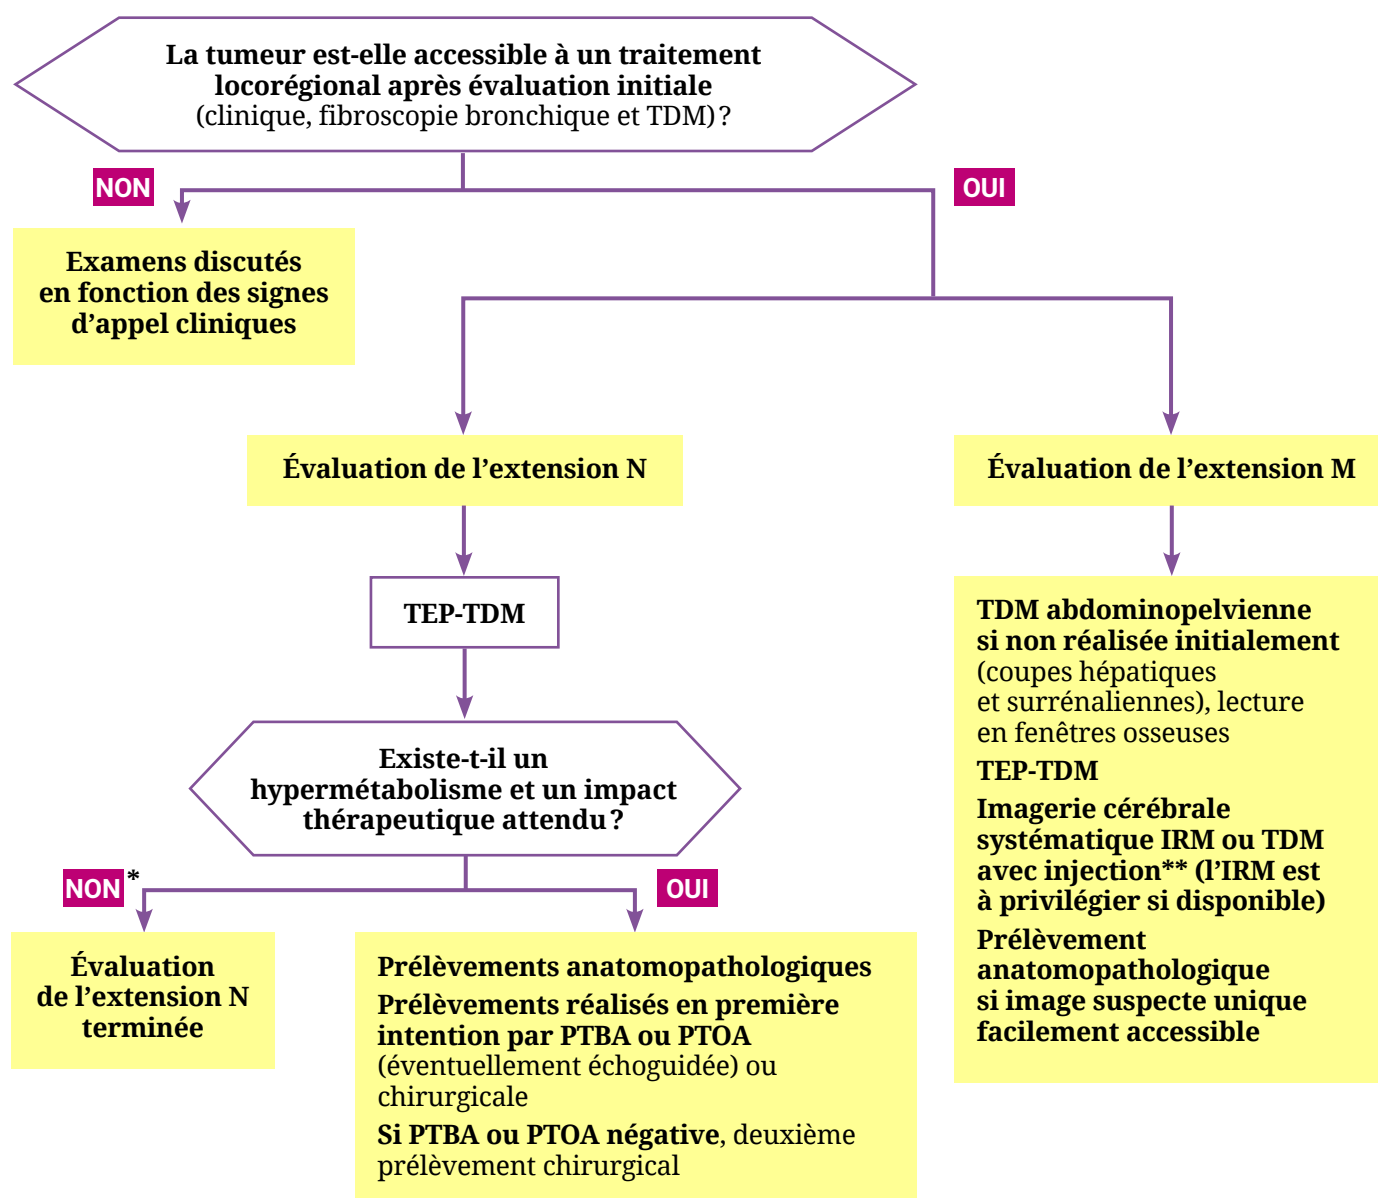 La tumeur est-elle accessible à un traitement
locorégional après évaluation initiale
(clinique, fibroscopie bronchique et TDM) ?
NON
OUI
Examens discutés
en fonction des signes
d’appel cliniques
Évaluation de l’extension N
Évaluation de l’extension M
TEP-TDM
TDM abdominopelvienne
si non réalisée initialement
(coupes hépatiques
et surrénaliennes), lecture
en fenêtres osseuses
TEP-TDM
Imagerie cérébrale
systématique IRM ou TDM
avec injection** (l’IRM est
à privilégier si disponible)
Prélèvement
anatomopathologique
si image suspecte unique
facilement accessible
Existe-t-il un
hypermétabolisme et un impact
thérapeutique attendu ?
NON*
OUI
Évaluation
de l’extension N
terminée
Prélèvements anatomopathologiques
Prélèvements réalisés en première
intention par PTBA ou PTOA
(éventuellement échoguidée) ou
chirurgicale
Si PTBA ou PTOA négative, deuxième
prélèvement chirurgical